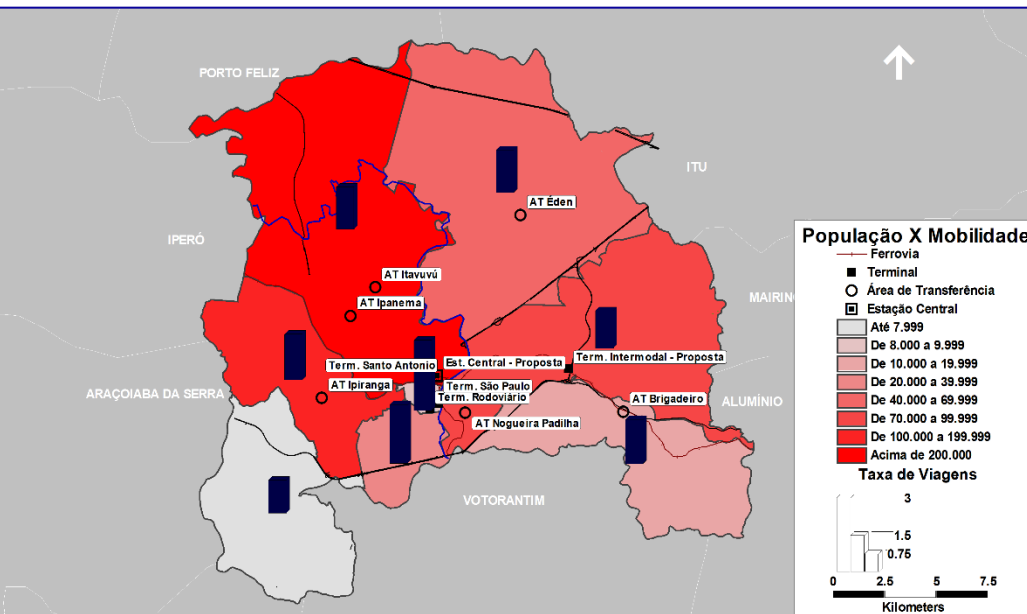 PORTO FELIZ
ITU
AT Éden
IPERÓ
AT Itavuvú
AT Ipanema
Term. Santo Antonio
Est. Central - Proposta
Term. Intermodal - Proposta
ARAÇOIABA DA SERRA
AT Ipiranga
Term. São Paulo
Term. Rodoviário
AT Brigadeiro
ALUMÍNIO
AT Nogueira Padilha
VOTORANTIM
População X Mobilidade
Ferrovia
Terminal
Área de Transferência
Estação Central
Até 7.999
De 8.000 a 9.999
De 10.000 a 19.999
De 20.000 a 39.999
De 40.000 a 69.999
De 70.000 a 99.999
De 100.000 a 199.999
Acima de 200.000
Taxa de Viagens
3
1.5
0.75
0 2.5 5 7.5
Kilometers